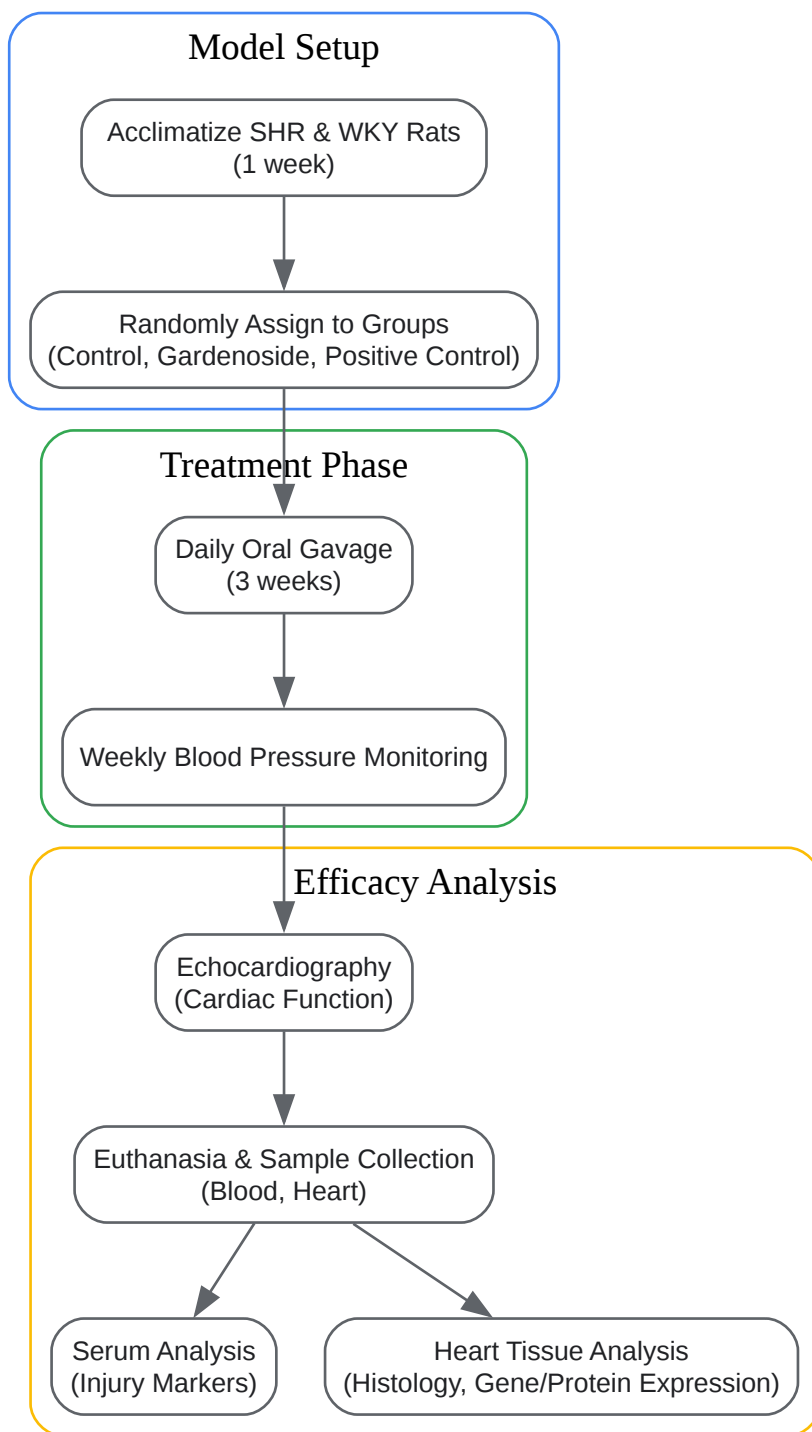 Model Setup
Acclimatize SHR & WKY Rats
(1 week)
Randomly Assign to Groups
(Control, Gardenoside, Positive Control)
Treatment Phase
Daily Oral Gavage
(3 weeks)
Weekly Blood Pressure Monitoring
Efficacy Analysis
Echocardiography
(Cardiac Function)
Euthanasia & Sample Collection
(Blood, Heart)
Serum Analysis
(Injury Markers)
Heart Tissue Analysis
(Histology, Gene/Protein Expression)